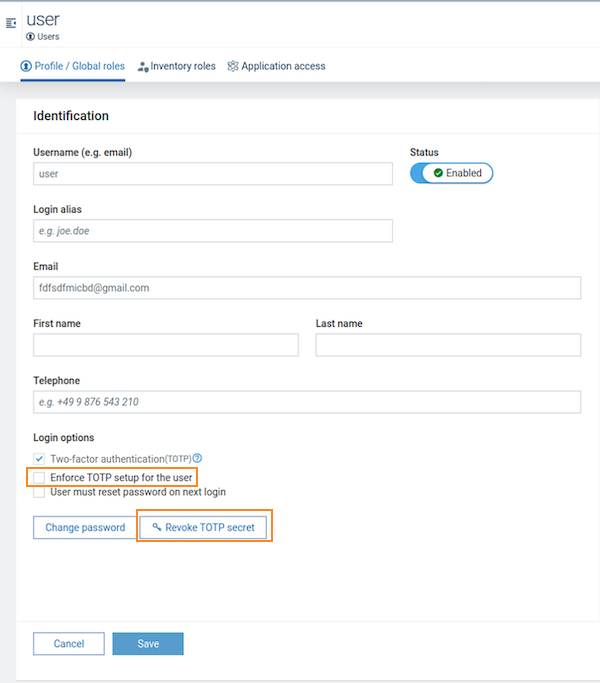 user
Users
Profile / Global roles Inventory roles Application access
Identification
Username (e.g. email) Status
user Enabled
Login alias
e.g. joe.doe
Email
fdfsdfmicbd@gmail.com
First name Last name
Telephone
e.g. +49 9 876 543 210
Login options
Two-factor authentication(TOTP)?
Enforce TOTP setup for the user
User must reset password on next login
Change password Revoke TOTP secret
Cancel Save